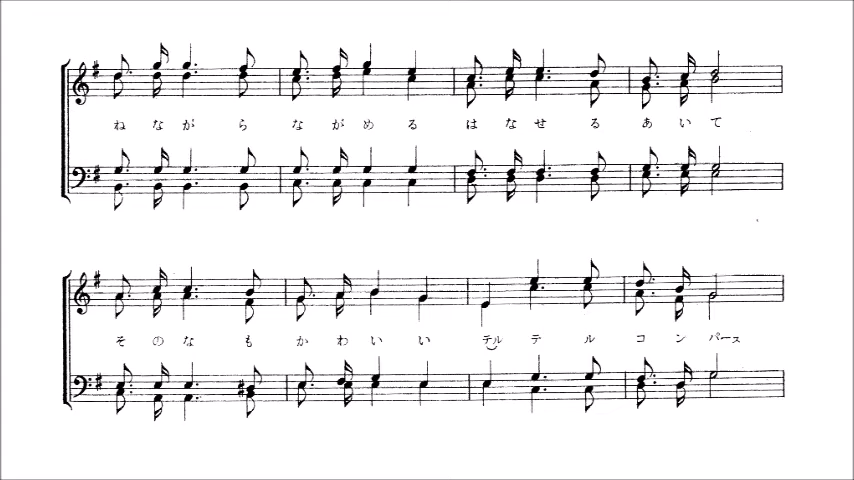 ねながら ながめる はなせる あいて
そのなも かわいい テルテル コンパース